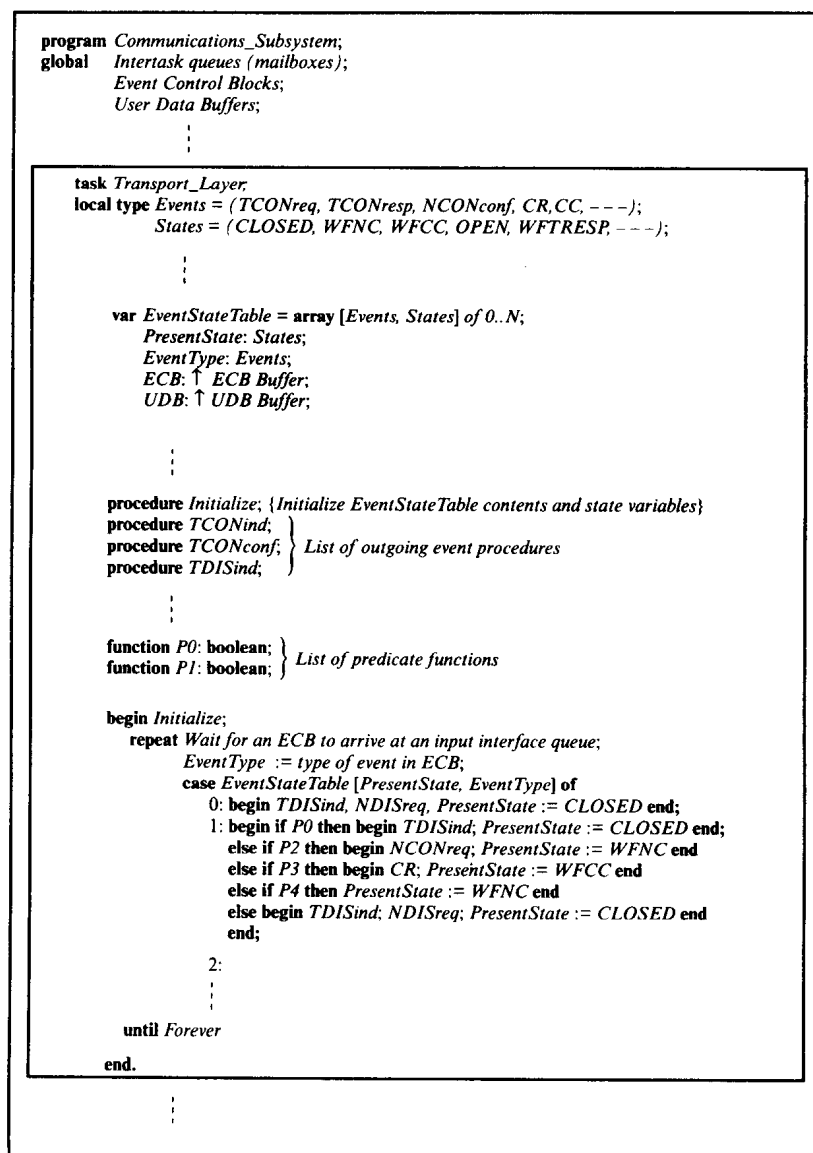 program Communications_Subsystem;
global Intertask queues (mailboxes);
Event Control Blocks;
User Data Buffers;
task Transport_Layer;
local type Events = (TCONreq, TCONresp, NCONconf, CR,CC, ---);
States = (CLOSED, WFNC, WFCC, OPEN, WFTRESP, ---);
var EventStateTable = array [Events, States] of 0..N;
PresentState: States;
EventType: Events;
ECB: ↑ ECB Buffer;
UDB: ↑ UDB Buffer;
procedure Initialize; {Initialize EventStateTable contents and state variables}
procedure TCONind;
procedure TCONconf; List of outgoing event procedures
procedure TDISind;
function P0: boolean;
function P1: boolean; List of predicate functions
begin Initialize;
repeat Wait for an ECB to arrive at an input interface queue;
EventType := type of event in ECB;
case EventStateTable [PresentState, EventType] of
0: begin TDISind, NDISreq, PresentState := CLOSED end;
1: begin if P0 then begin TDISind; PresentState := CLOSED end;
else if P2 then begin NCONreq; PresentState := WFNC end
else if P3 then begin CR; PresentState := WFCC end
else if P4 then PresentState := WFNC end
else begin TDISind; NDISreq; PresentState := CLOSED end
end;
2:
until Forever
end.